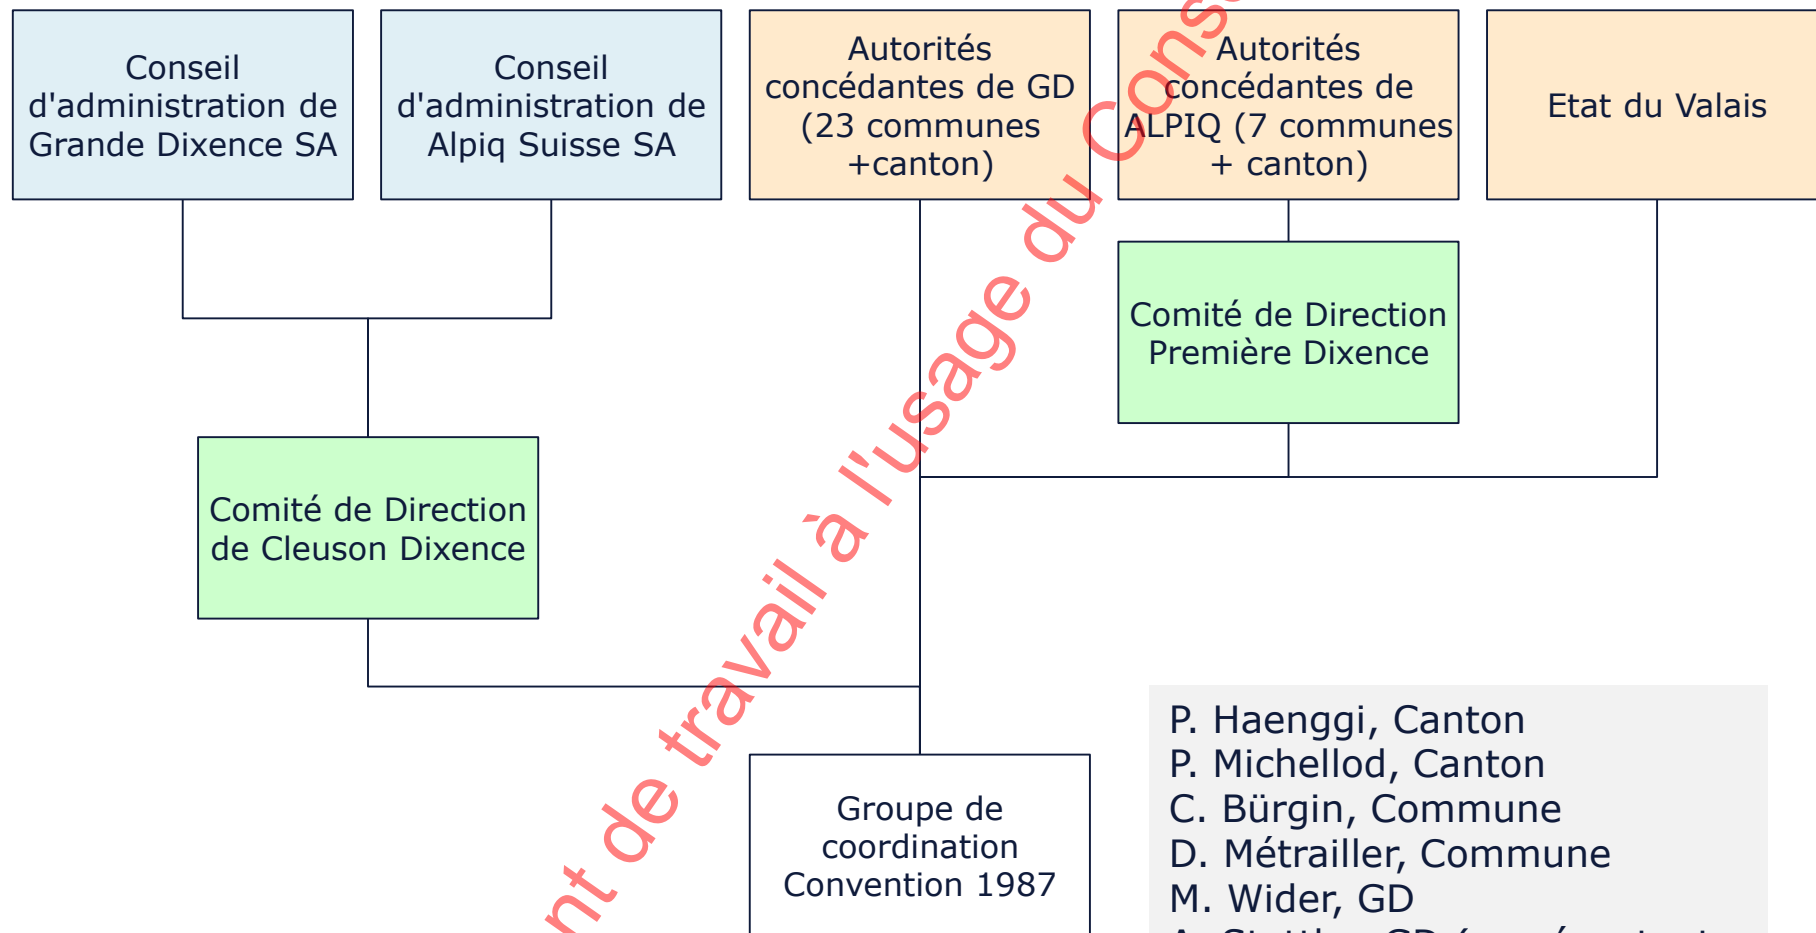 Conseil
d'administration de
Grande Dixence SA
Conseil
d'administration de
Alpiq Suisse SA
Autorités
concédantes de GD
(23 communes
+canton)
Autorités
concédantes de
ALPIQ (7 communes
+ canton)
Etat du Valais
Comité de Direction
Première Dixence
Comité de Direction
de Cleuson Dixence
Groupe de
coordination
Convention 1987
P. Haenggi, Canton
P. Michellod, Canton
C. Bürgin, Commune
D. Métrailler, Commune
M. Wider, GD
de travail à l'usage du